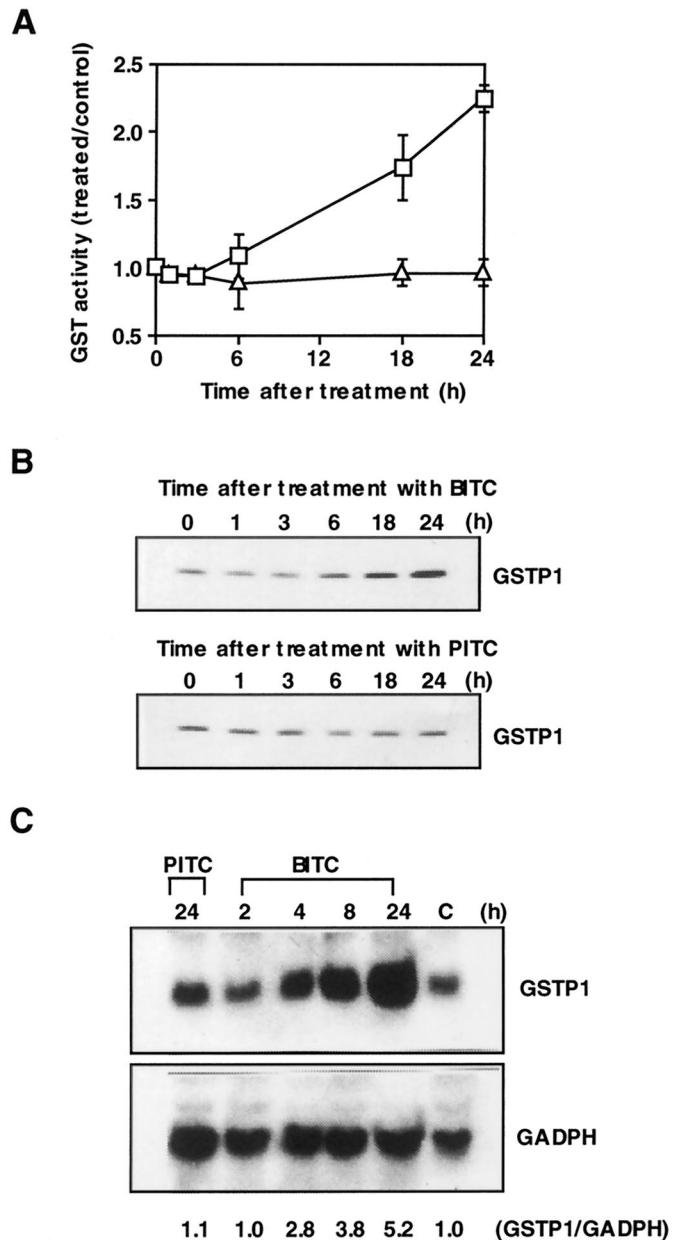 A
GST activity (treated/control)
2.5
2.0
1.5
1.0
0.5
0 6 12 18 24
Time after treatment (h)
B
Time after treatment with BITC
0 1 3 6 18 24 (h)
GSTP1
Time after treatment with PITC
0 1 3 6 18 24 (h)
GSTP1
C
PITC BITC
24 2 4 8 24 C (h)
GSTP1
GADPH
1.1 1.0 2.8 3.8 5.2 1.0 (GSTP1/GADPH)